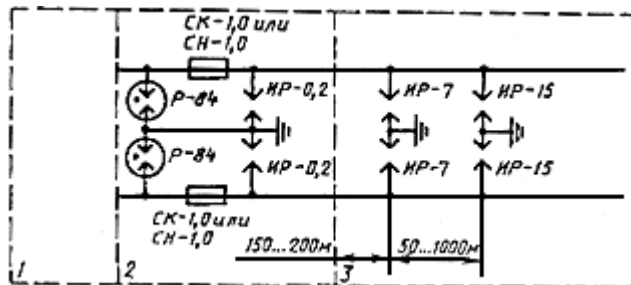 СК-1,0 или
СН-1,0
Р-84
ИР-0,2
ИР-7
ИР-15
Р-84
ИР-0,2
ИР-7
ИР-15
СК-1,0 или
СН-1,0
150...200м
50...1000м
1
2
3